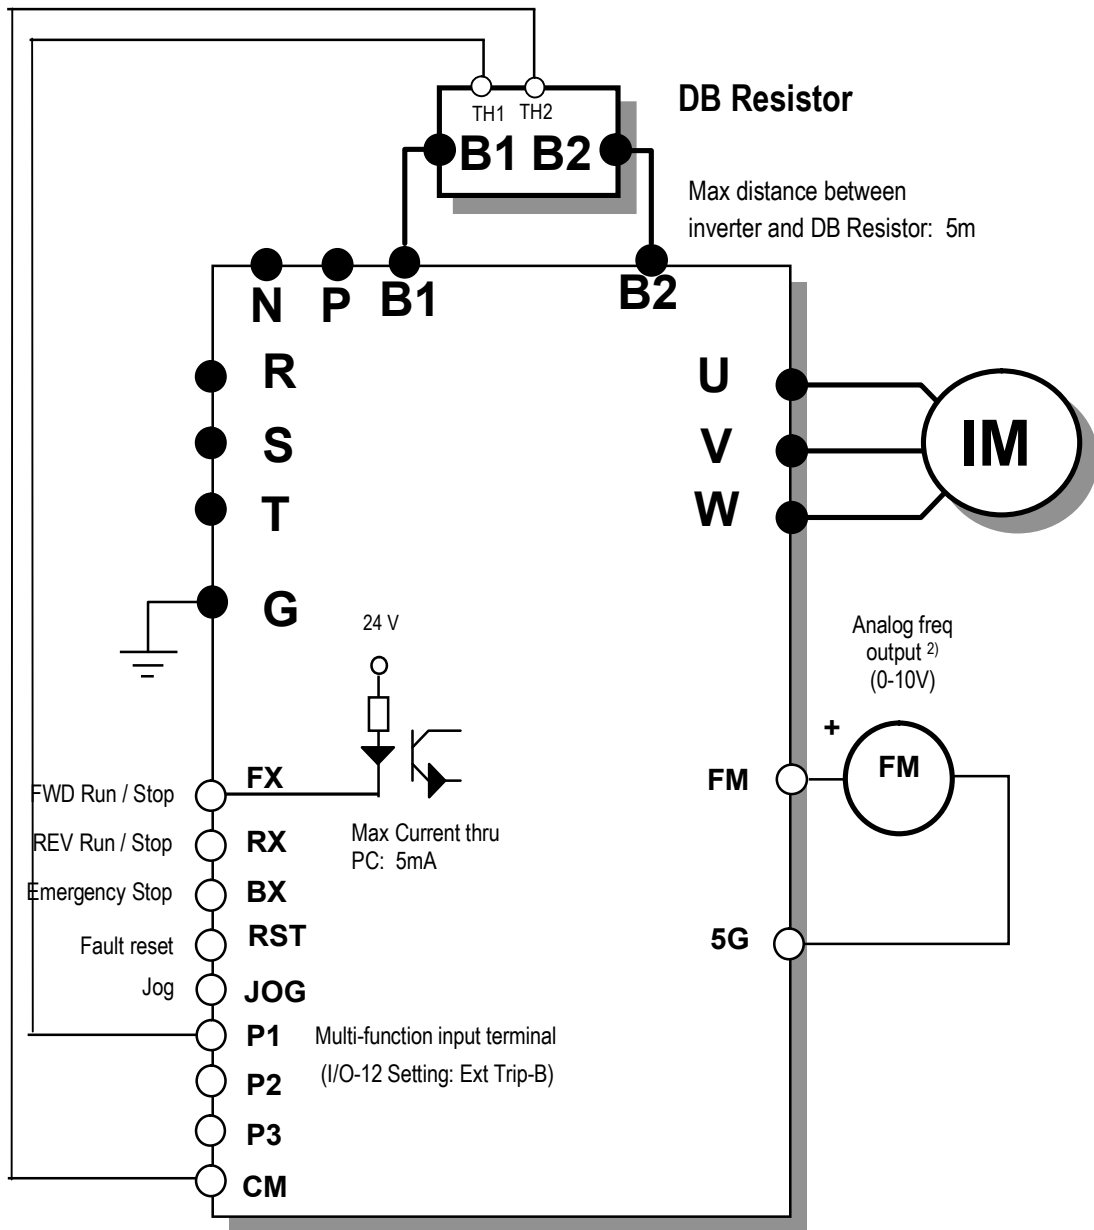 DB Resistor
TH1 TH2
B1 B2
Max distance between
inverter and DB Resistor: 5m
N P B1 B2
R
S
T
G
U
V
W
IM
24 V
Analog freq
output 2)
(0-10V)
+
FM
FM
5G
FWD Run / Stop FX
REV Run / Stop RX
Emergency Stop BX
Fault reset RST
Jog JOG
Max Current thru
PC: 5mA
P1 Multi-function input terminal
(I/O-12 Setting: Ext Trip-B)
P2
P3
CM